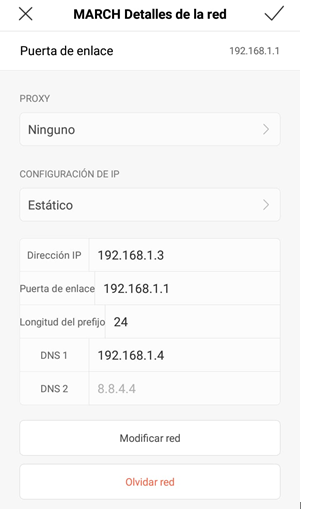 MARCH Detalles de la red
Puerta de enlace 192.168.1.1
PROXY
Ninguno
CONFIGURACIÓN DE IP
Estático
Dirección IP 192.168.1.3
Puerta de enlace 192.168.1.1
Longitud del prefijo 24
DNS 1 192.168.1.4
DNS 2 8.8.4.4
Modificar red
Olvidar red